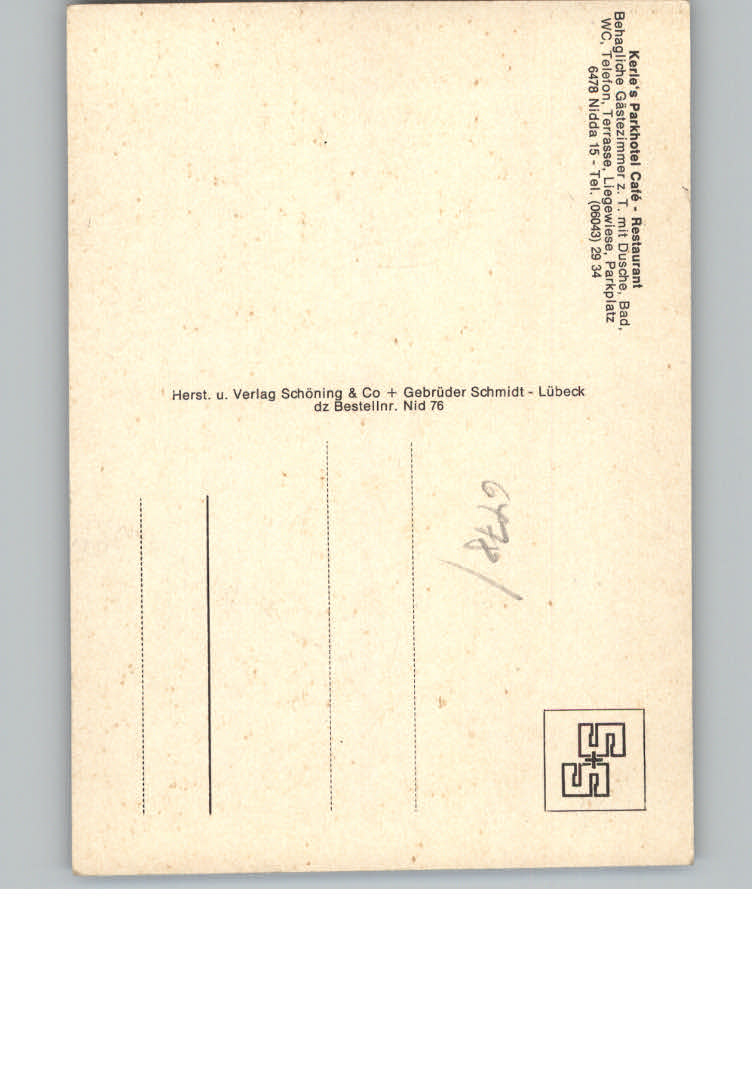 Kerle's Parkhotel Café - Restaurant
Behagliche Gästezimmer z. T. mit Dusche, Bad,
WC, Telefon, Terrasse, Liegewiese, Parkplatz
6478 Nidda 15 - Tel. (06043) 29 34
Herst. u. Verlag Schöning & Co + Gebrüder Schmidt - Lübeck
dz Bestellnr. Nid 76
6478/
S+S